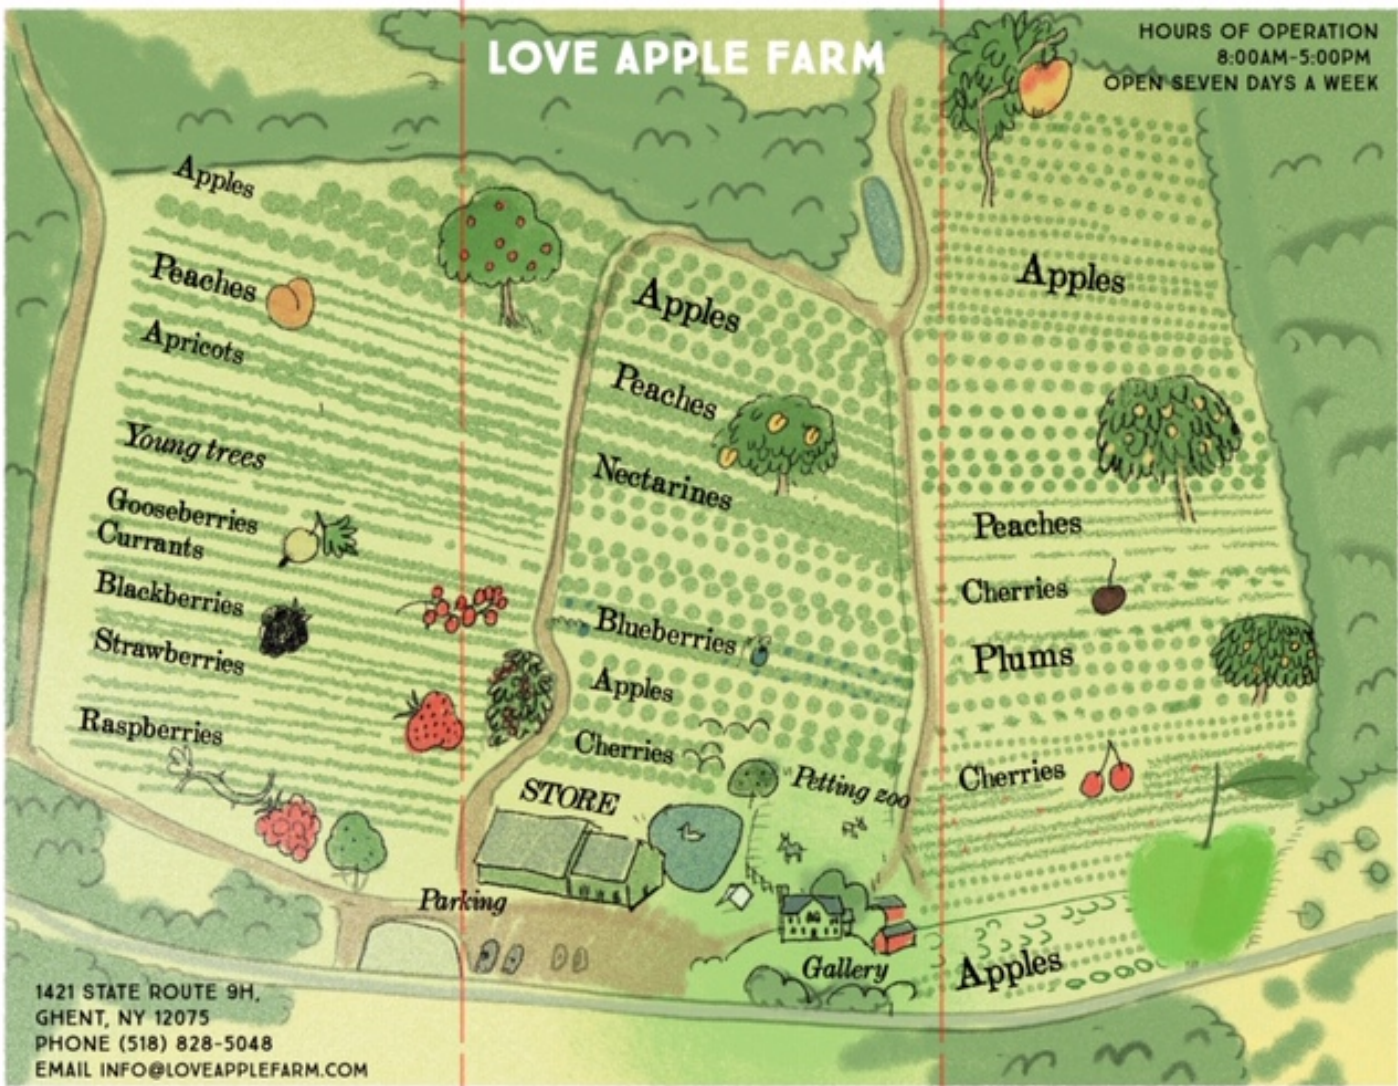 LOVE APPLE FARM
HOURS OF OPERATION
8:00AM-5:00PM
OPEN SEVEN DAYS A WEEK
Apples
Peaches
Apricots
Young trees
Gooseberries
Currants
Blackberries
Strawberries
Raspberries
Apples
Peaches
Nectarines
Blueberries
Apples
Cherries
Petting zoo
STORE
Parking
Gallery
Apples
Peaches
Cherries
Plums
Cherries
Apples
1421 STATE ROUTE 9H,
GHENT, NY 12075
PHONE (518) 828-5048
EMAIL INFO@LOVEAPPLEFARM.COM